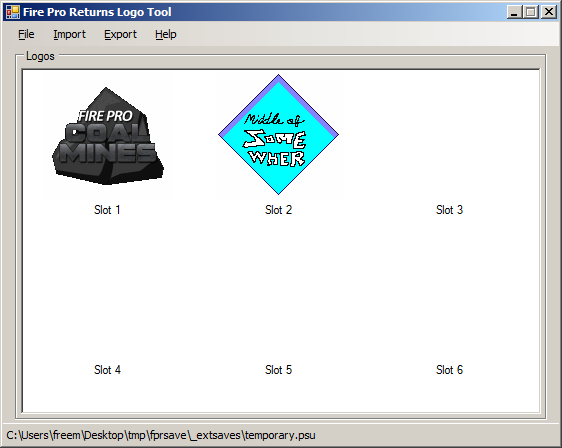 Fire Pro Returns Logo Tool
File Import Export Help
Logos
FIRE PRO
COAL
MINES
Middle of
SOME
WHER
Slot 1 Slot 2 Slot 3
Slot 4 Slot 5 Slot 6
C:\Users\freem\Desktop\tmp\fprsave\_extsaves\temporary.psu